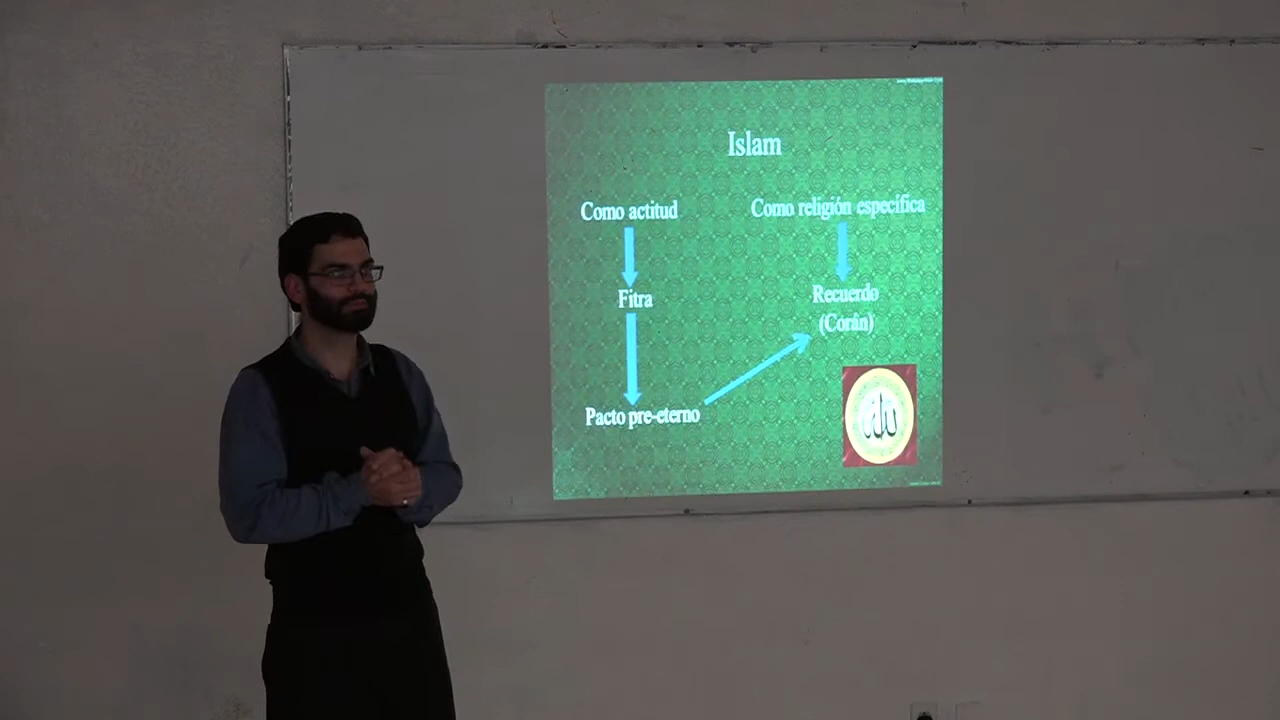 Islam
Como actitud
Como religión específica
Fitra
Recuerdo
(Corán)
Pacto pre-eterno